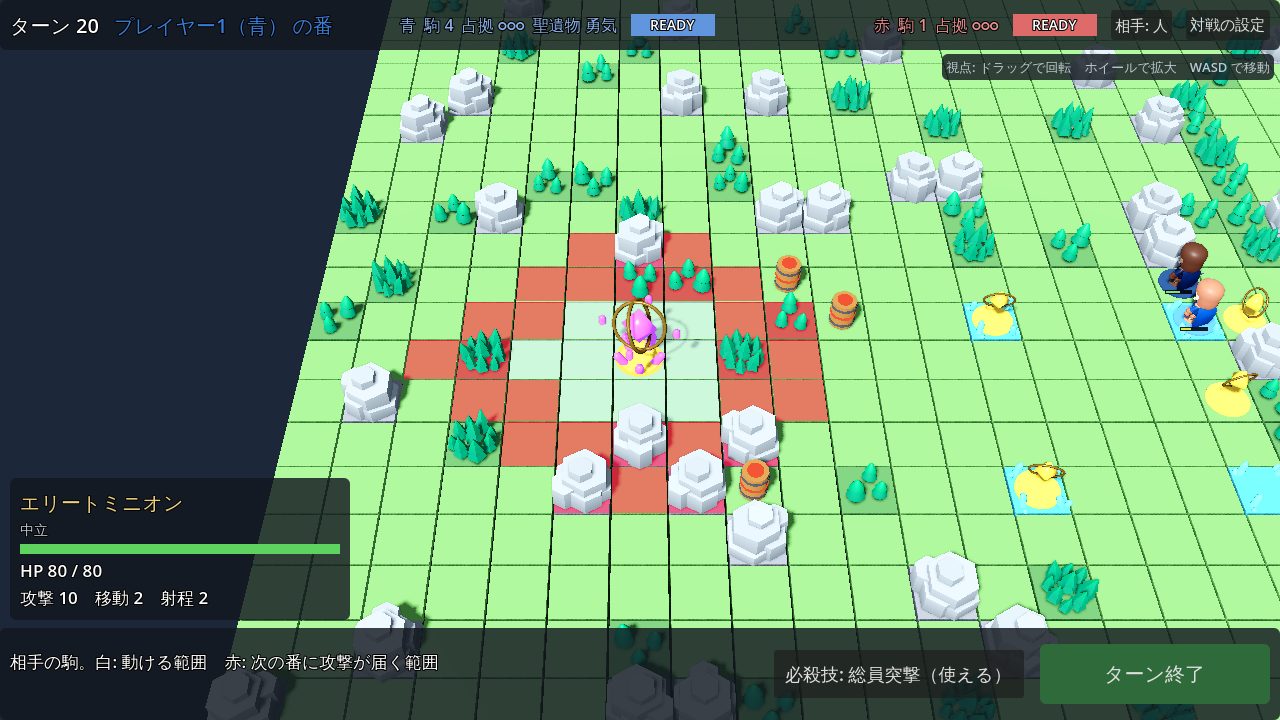 ターン 20 プレイヤー1（青）の番 青 駒 4 占拠 ooo 聖遺物 勇気 READY 赤 駒 1 占拠 ooo READY 相手: 人 対戦の設定
視点: ドラッグで回転 ホイールで拡大 WASD で移動
エリートミニオン
中立
HP 80 / 80
攻撃 10 移動 2 射程 2
相手の駒。白: 動ける範囲 赤: 次の番に攻撃が届く範囲
必殺技: 総員突撃（使える）
ターン終了